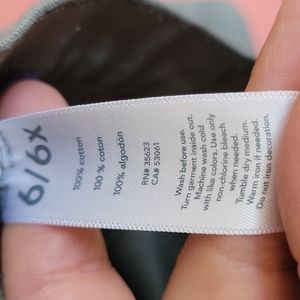 6/6X
100% cotton
100 % coton
100% algodón
RN# 35623
CA# 53061
Wash before use.
Turn garment inside out.
Machine wash cold
with like colors. Use only
non-chlorine bleach
when needed.
Tumble dry medium.
Warm iron if needed.
Do not iron decoration.